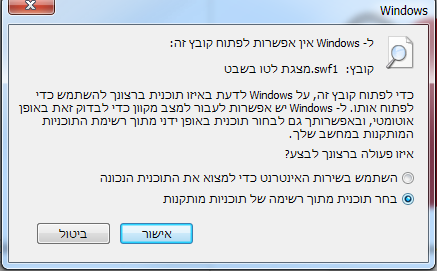 Windows
ל- Windows אין אפשרות לפתוח קובץ זה:
קובץ: מצגת לטו בשבט.swf1
כדי לפתוח קובץ זה, על Windows לדעת באיזו תוכנית ברצונך להשתמש כדי
לפתוח אותו. ל- Windows יש אפשרות לעבור למצב מקוון כדי לבדוק זאת באופן
אוטומטי, ובאפשרותך גם לבחור תוכנית באופן ידני מתוך רשימת התוכניות
המותקנות במחשב שלך.
איזו פעולה ברצונך לבצע?
השתמש בשירות האינטרנט כדי למצוא את התוכנית הנכונה
בחר תוכנית מתוך רשימה של תוכניות מותקנות
אישור
ביטול